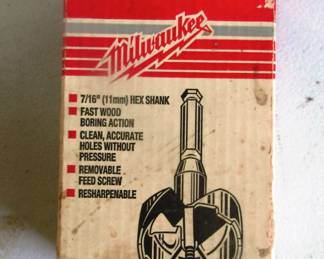 Milwaukee
7/16" (11mm) HEX SHANK
FAST WOOD
BORING ACTION
CLEAN, ACCURATE
HOLES WITHOUT
PRESSURE
REMOVABLE
FEED SCREW
RESHARPENABLE